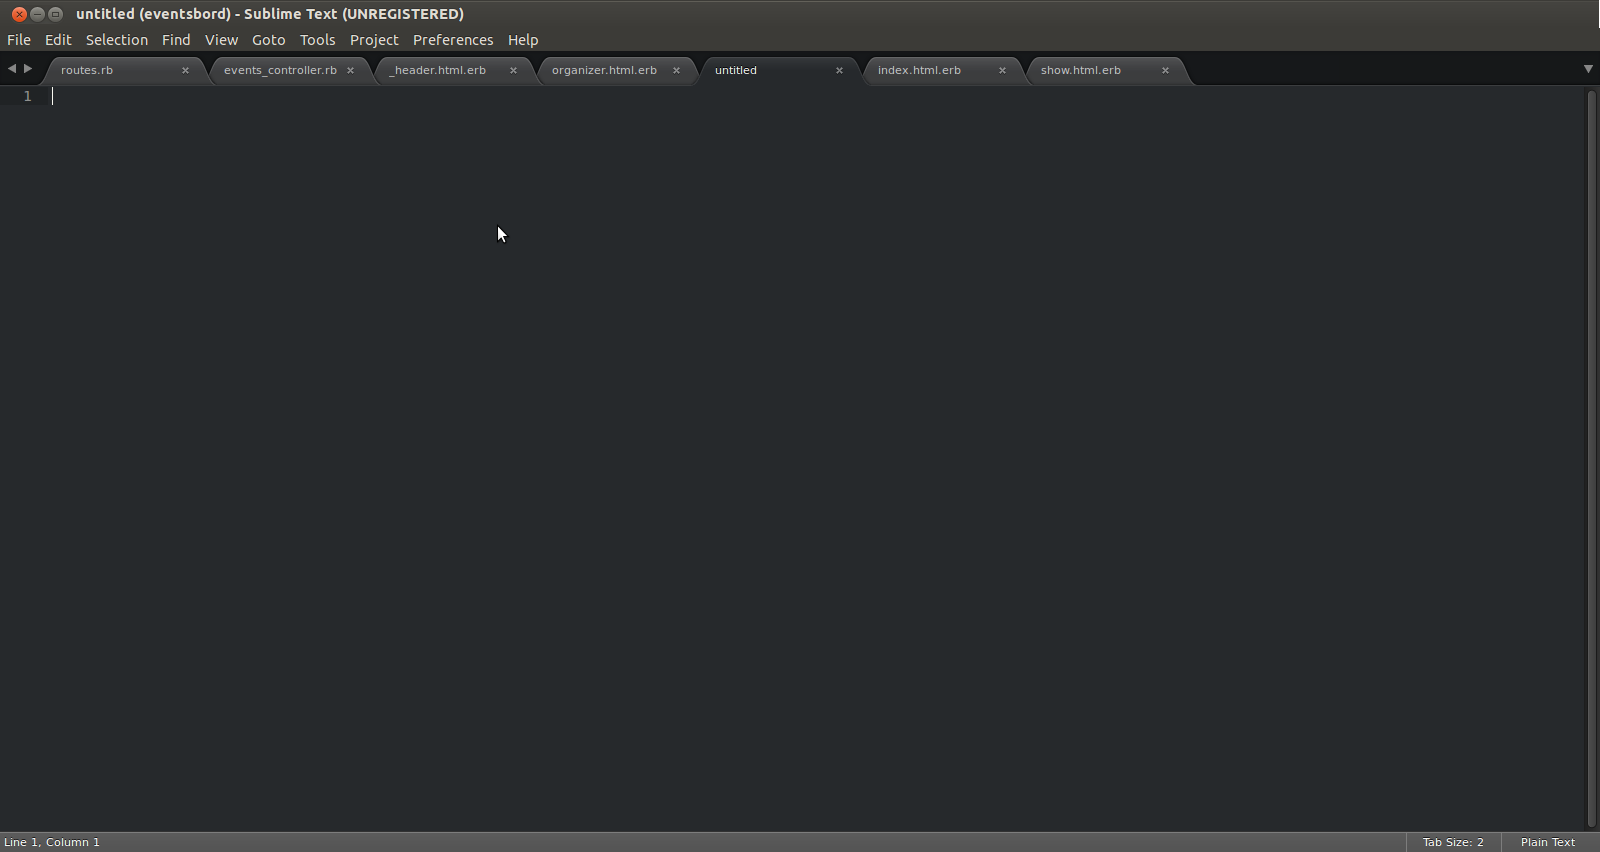 untitled (eventsbord) - Sublime Text (UNREGISTERED)
File Edit Selection Find View Goto Tools Project Preferences Help
routes.rb events_controller.rb _header.html.erb organizer.html.erb untitled index.html.erb show.html.erb
1
Line 1, Column 1 Tab Size: 2 Plain Text